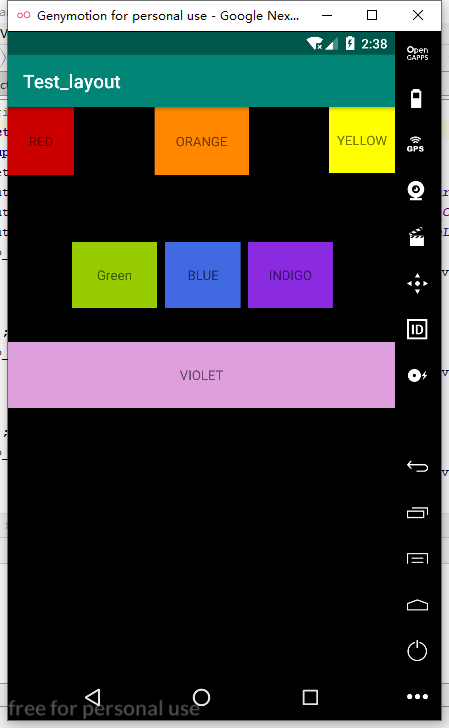 Genymotion for personal use - Google Nex...
2:38
Test_layout
RED
ORANGE
YELLOW
Green
BLUE
INDIGO
VIOLET
Open
GAPPS
GPS
ID
free for personal use